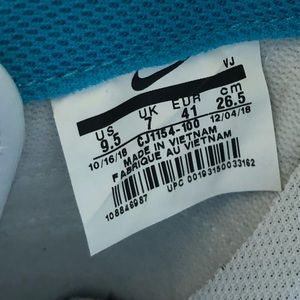 VJ
US UK EUR cm
9.5 7 41 26.5
10/16/18 CJ1154-100 12/04/18
MADE IN VIETNAM
FABRIQUE AU VIETNAM
UPC 00193150033162
108846987